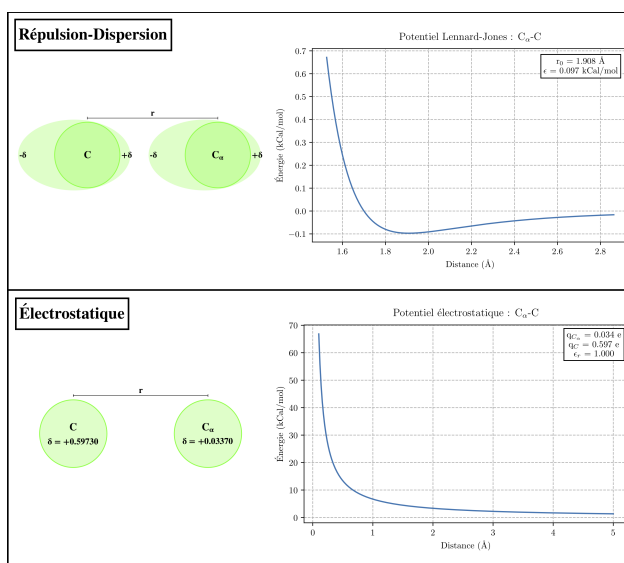 Répulsion-Dispersion
r
-δ
C
+δ
-δ
Cα
+δ
Potentiel Lennard-Jones : Cα-C
r0 = 1.908 Å
ϵ = 0.097 kCal/mol
Énergie (kCal/mol)
0.7
0.6
0.5
0.4
0.3
0.2
0.1
0.0
−0.1
1.6 1.8 2.0 2.2 2.4 2.6 2.8
Distance (Å)
Électrostatique
r
C
δ = +0.59730
Cα
δ = +0.03370
Potentiel électrostatique : Cα-C
qCα = 0.034 e
qC = 0.597 e
ϵr = 1.000
Énergie (kCal/mol)
70
60
50
40
30
20
10
0
0 1 2 3 4 5
Distance (Å)